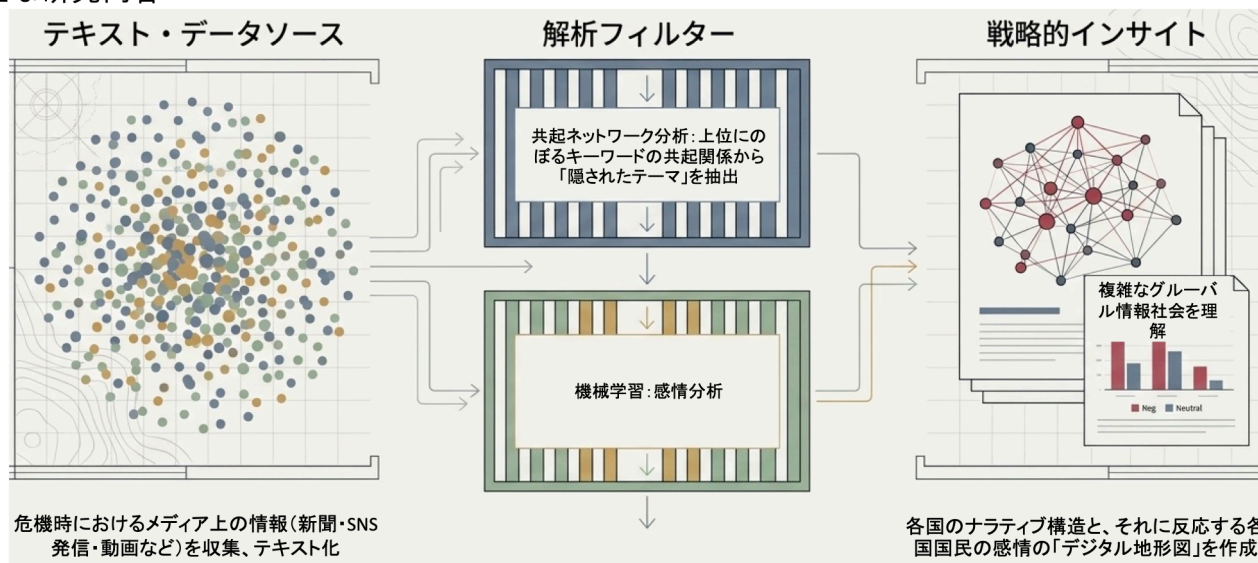 テキスト・データソース
解析フィルター
戦略的インサイト
共起ネットワーク分析：上位にの
ぼるキーワードの共起関係から
「隠されたテーマ」を抽出
機械学習：感情分析
複雑なグルーバ
ル情報社会を理
解
Neg
Neutral
危機時におけるメディア上の情報（新聞・SNS
発信・動画など）を収集、テキスト化
各国のナラティブ構造と、それに反応する各
国国民の感情の「デジタル地形図」を作成